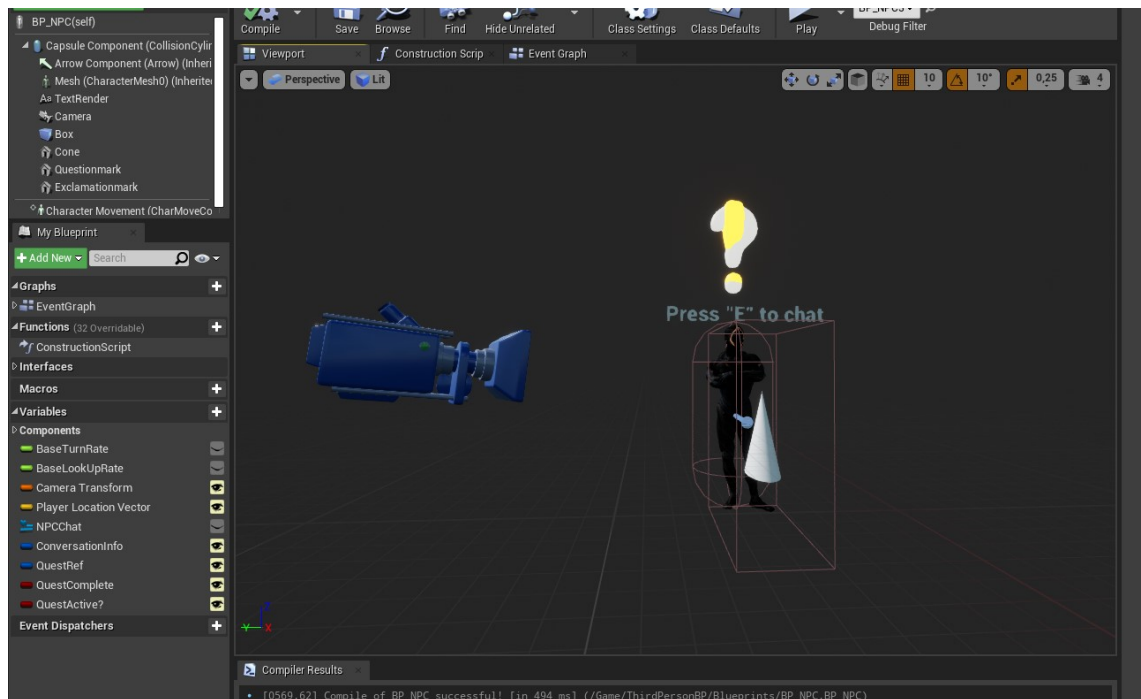 BP_NPC(self)
Capsule Component (CollisionCylir
Arrow Component (Arrow) (Inheri
Mesh (CharacterMesh0) (Inherite
Aa TextRender
Camera
Box
Cone
Questionmark
Exclamationmark
Character Movement (CharMoveCo
Compile
Save
Browse
Find
Hide Unrelated
Class Settings
Class Defaults
Play
Debug Filter
Viewport
Construction Scrip
Event Graph
Perspective
Lit
10
10°
0,25
4
My Blueprint
+ Add New
Search
Graphs
EventGraph
Functions (32 Overridable)
ConstructionScript
Interfaces
Macros
Variables
Components
BaseTurnRate
BaseLookUpRate
Camera Transform
Player Location Vector
NPCChat
ConversationInfo
QuestRef
QuestComplete
QuestActive?
Event Dispatchers
Press "E" to chat
Compiler Results
[0569,62] Compile of BP_NPC successful! [in 494 ms] (/Game/ThirdPersonBP/Blueprints/BP_NPC.BP_NPC)